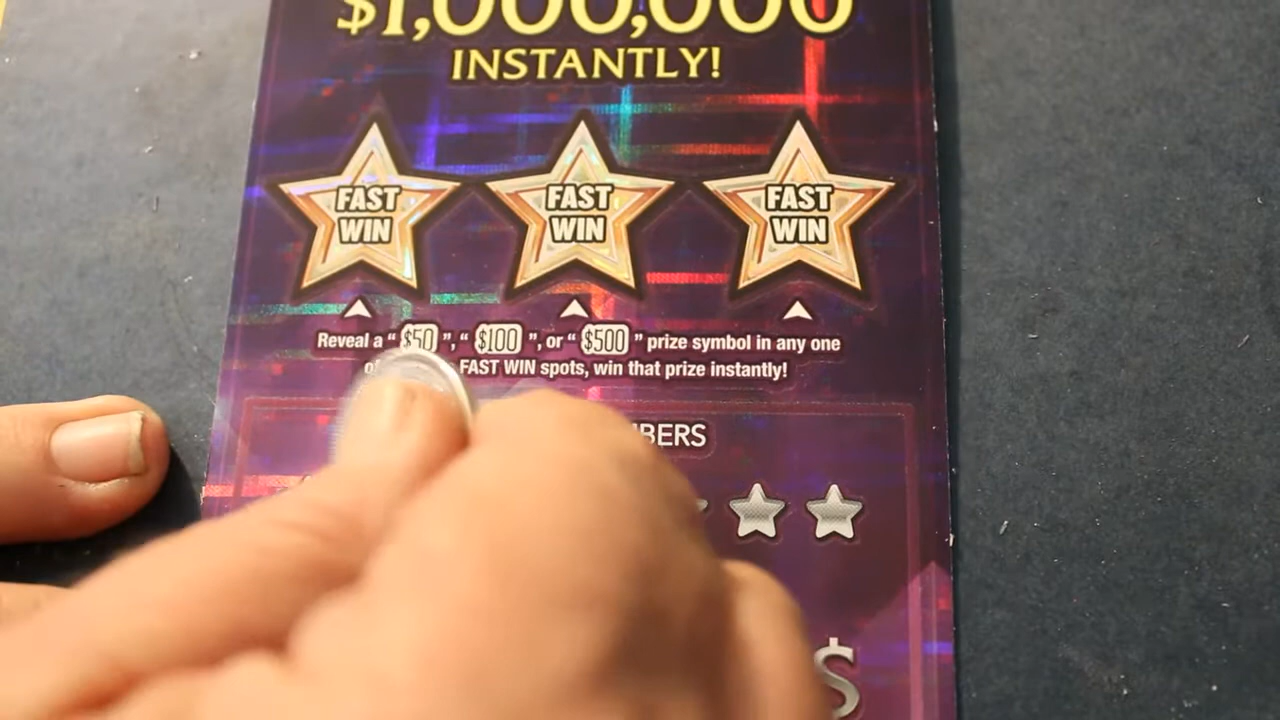 $1,000,000
INSTANTLY!
FAST WIN
FAST WIN
FAST WIN
Reveal a "$50", "$100", or "$500" prize symbol in any one
FAST WIN spots, win that prize instantly!
$